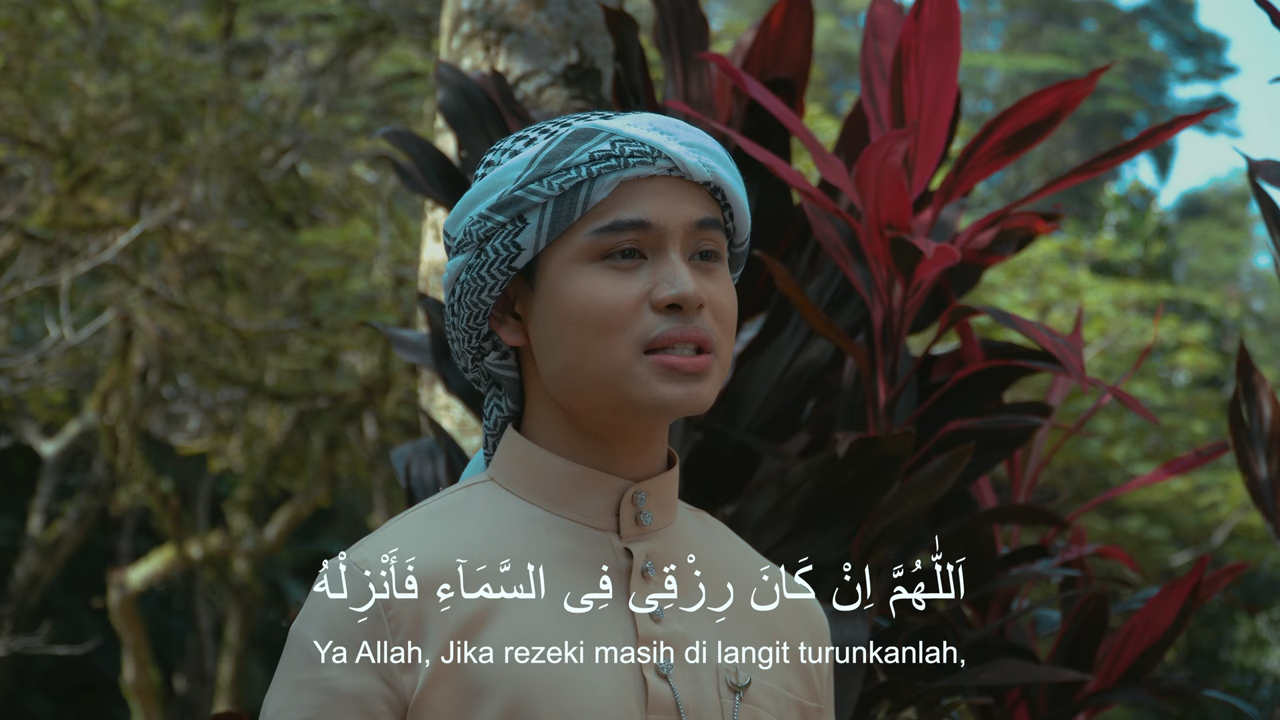 اَللّٰهُمَّ اِنْ كَانَ رِزْقِى فِى السَّمَآءِ فَأَنْزِلْهُ
Ya Allah, Jika rezeki masih di langit turunkanlah,